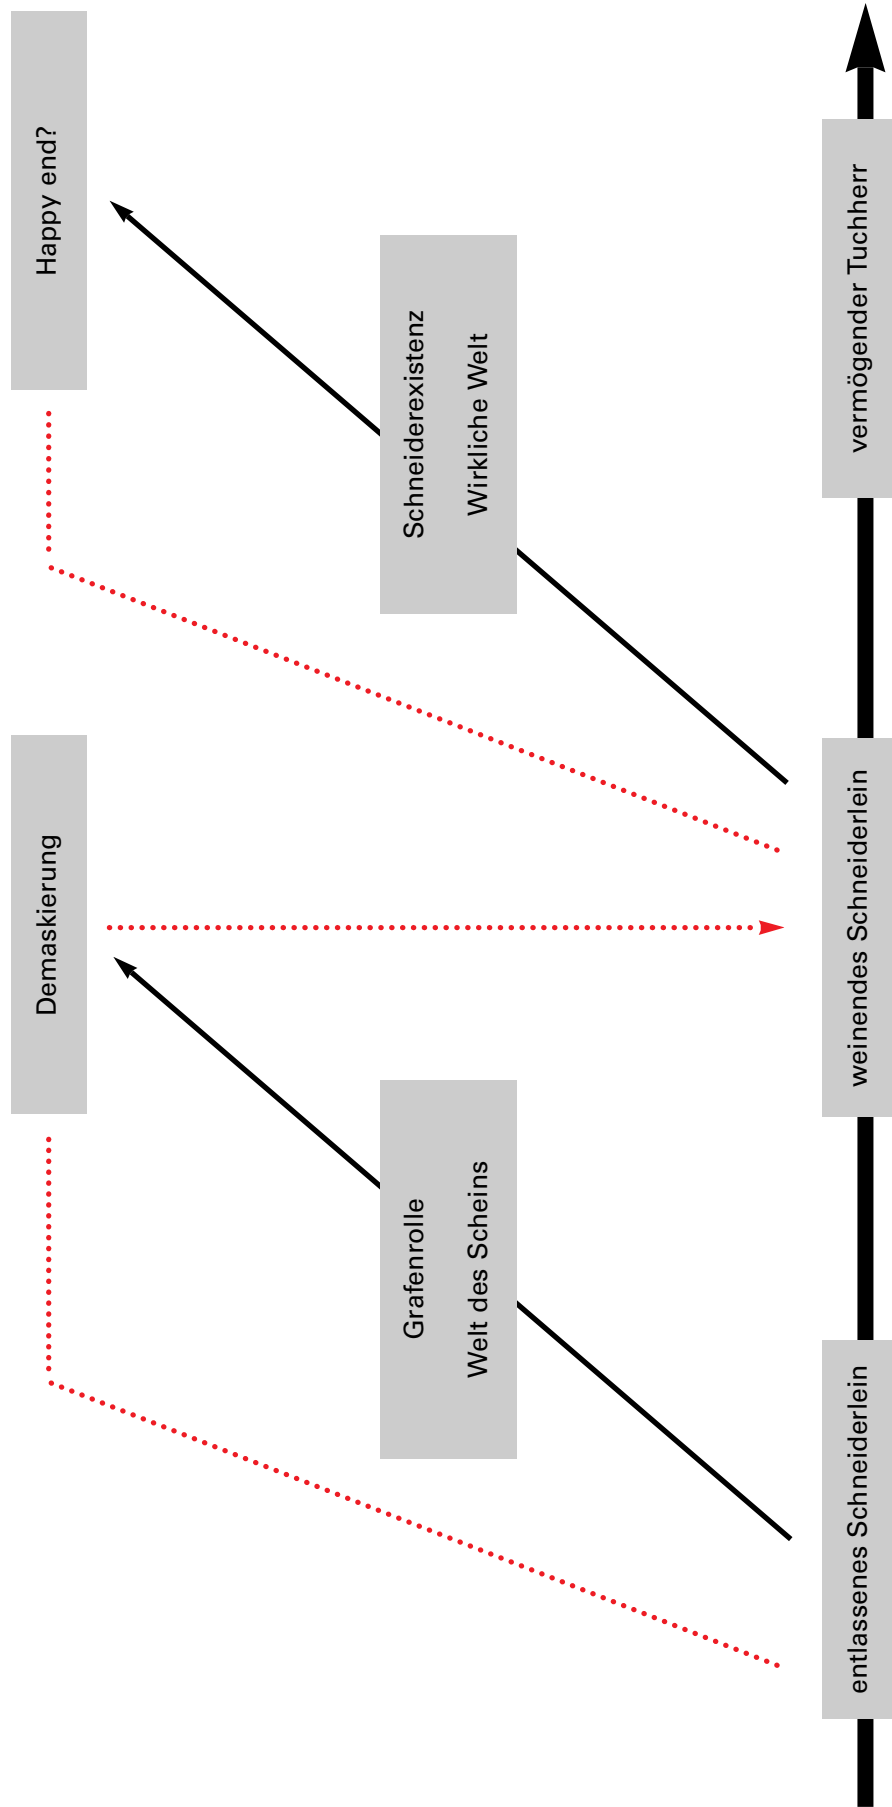 Demaskierung
Happy end?
Grafenrolle
Welt des Scheins
Schneiderexistenz
Wirkliche Welt
entlassenes Schneiderlein
weinendes Schneiderlein
vermögender Tuchherr